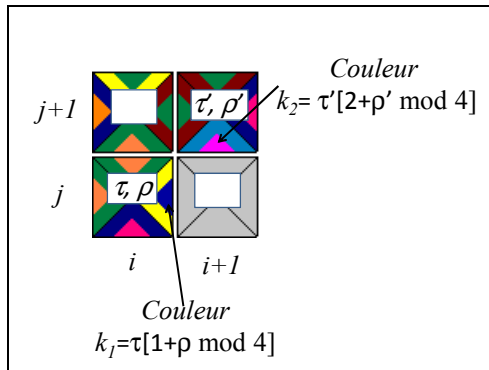 Couleur
k2= τ'[2+ρ' mod 4]
j+1
τ', ρ'
j
τ, ρ
i
i+1
Couleur
k1=τ[1+ρ mod 4]